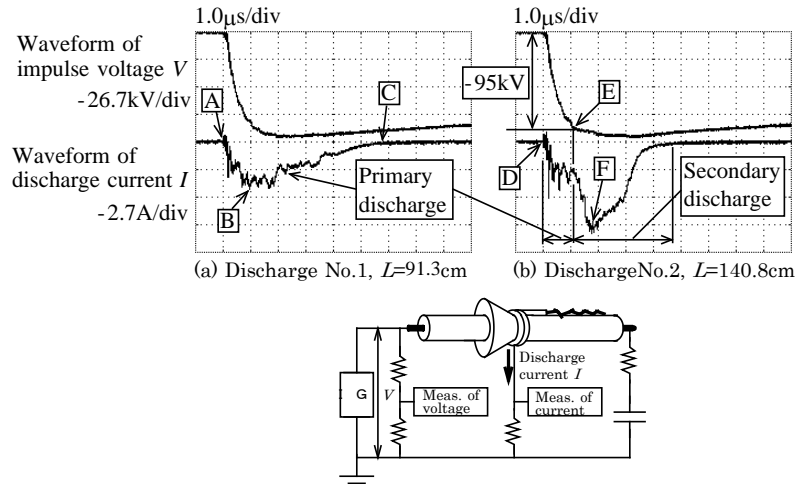 1.0μs/div
1.0μs/div
Waveform of
impulse voltage V
-26.7kV/div
A
C
-95kV
E
Waveform of
discharge current I
-2.7A/div
B
Primary
discharge
D
F
Secondary
discharge
(a) Discharge No.1, L=91.3cm
(b) DischargeNo.2, L=140.8cm
Discharge
current I
I G
V
Meas. of
voltage
Meas. of
current